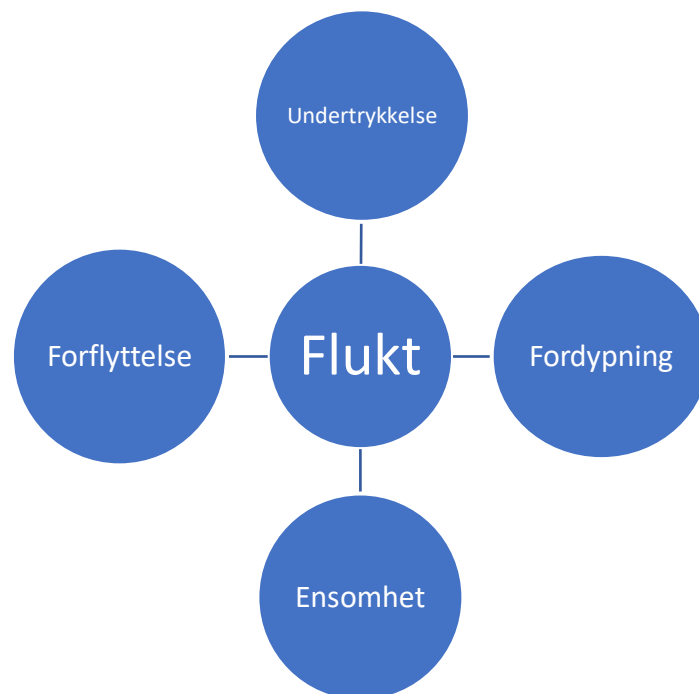 Undertrykkelse
Forflyttelse
Flukt
Fordypning
Ensomhet